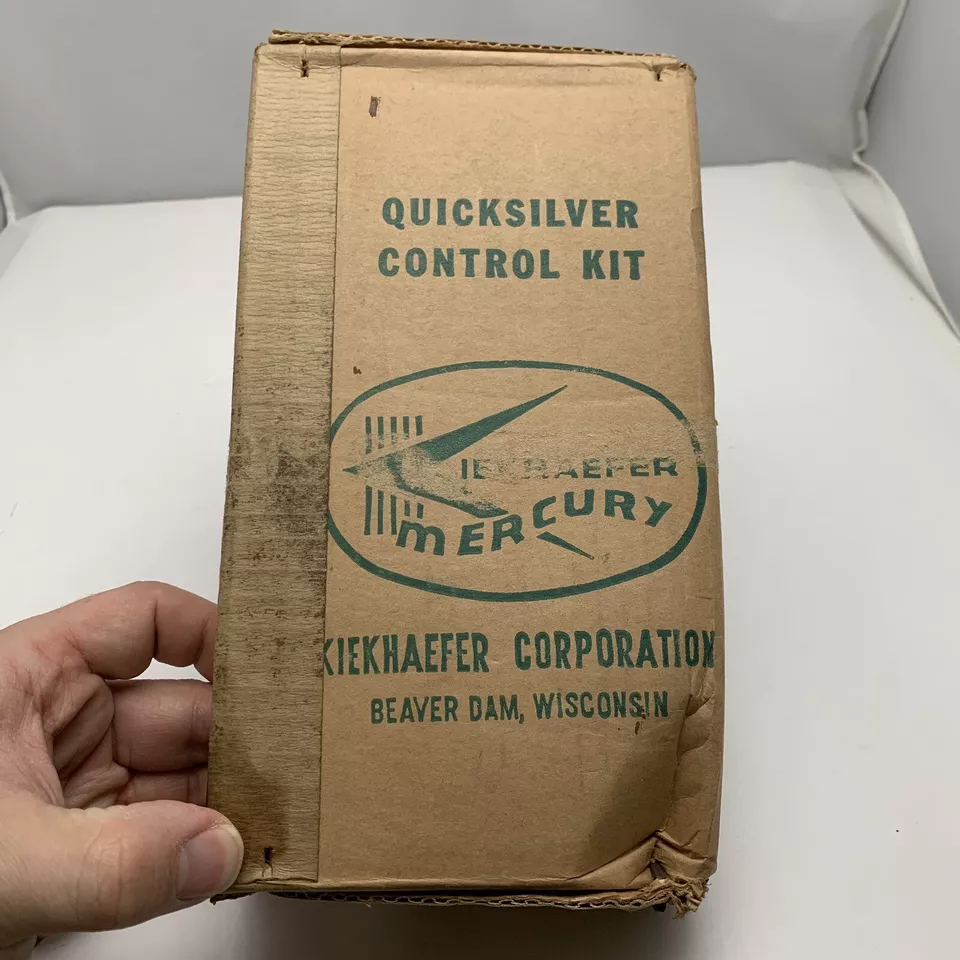 QUICKSILVER
CONTROL KIT
KIEKHAEFER
mERCURY
KIEKHAEFER CORPORATION
BEAVER DAM, WISCONSIN